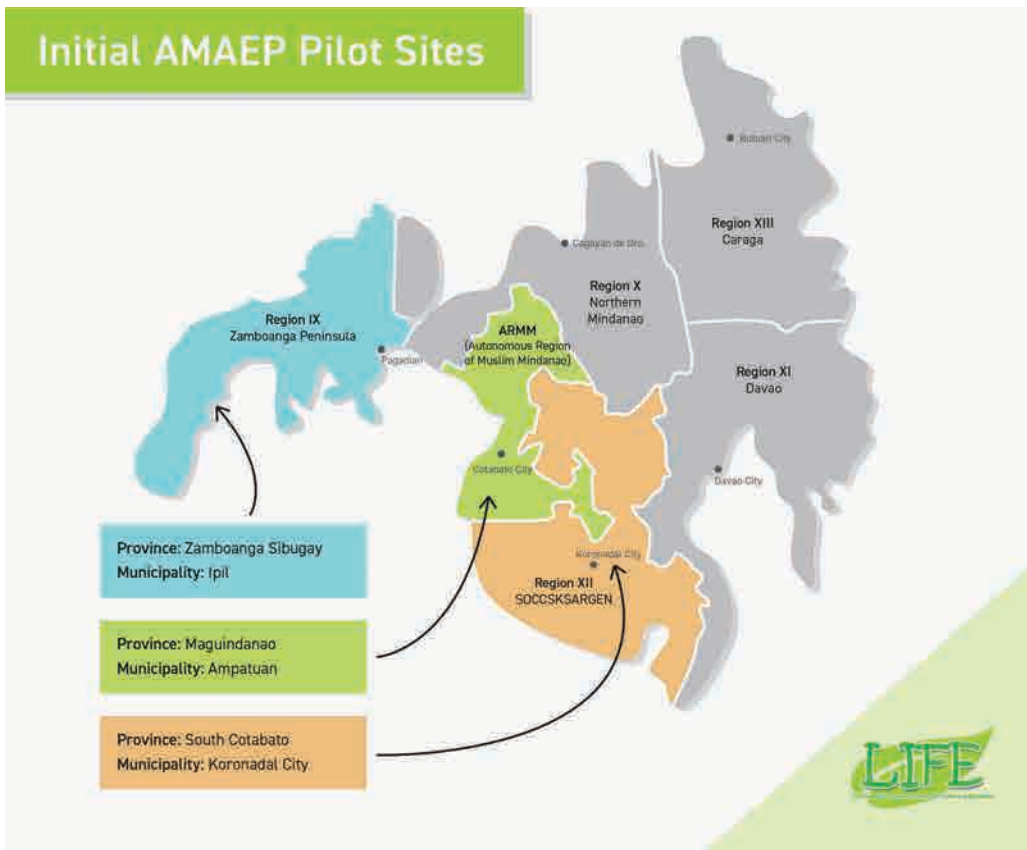 Initial AMAEP Pilot Sites
Butuan City
Region XIII
Caraga
Cagayan de Oro
Region X
Northern
Mindanao
Region IX
Zamboanga Peninsula
ARMM
(Autonomous Region
of Muslim Mindanao)
Pagadian
Region XI
Davao
Cotabato City
Davao City
Koronadal City
Region XII
SOCCSKSARGEN
Province: Zamboanga Sibugay
Municipality: Ipil
Province: Maguindanao
Municipality: Ampatuan
Province: South Cotabato
Municipality: Koronadal City
LIFE